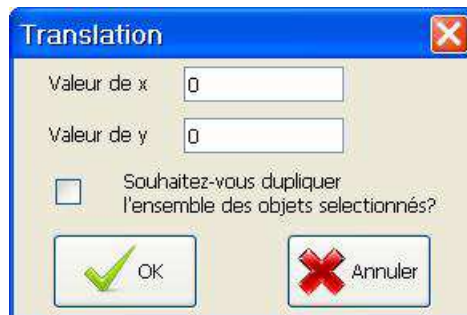 Translation
Valeur de x 0
Valeur de y 0
Souhaitez-vous dupliquer
l'ensemble des objets selectionnés?
OK Annuler